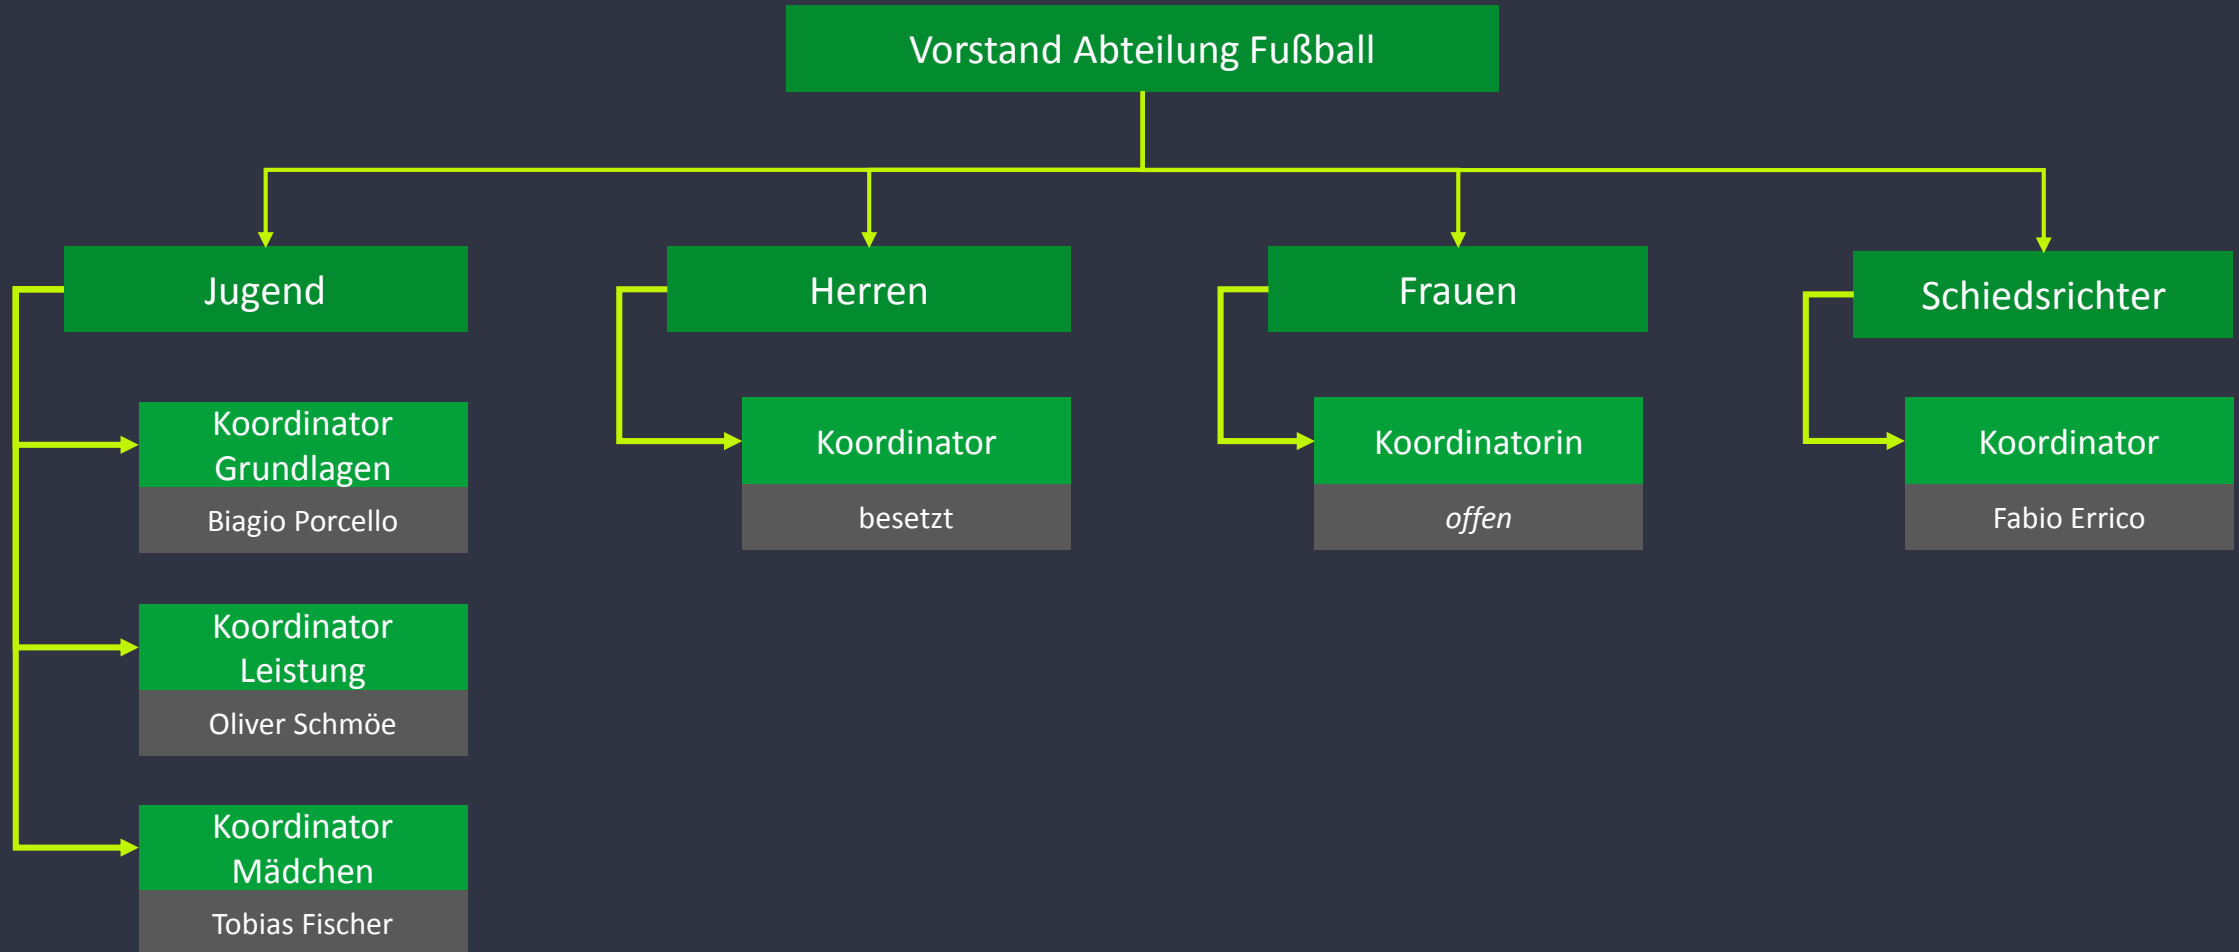 Vorstand Abteilung Fußball
Jugend
Herren
Frauen
Schiedsrichter
Koordinator
Grundlagen
Biagio Porcello
Koordinator
besetzt
Koordinatorin
offen
Koordinator
Fabio Errico
Koordinator
Leistung
Oliver Schmöe
Koordinator
Mädchen
Tobias Fischer